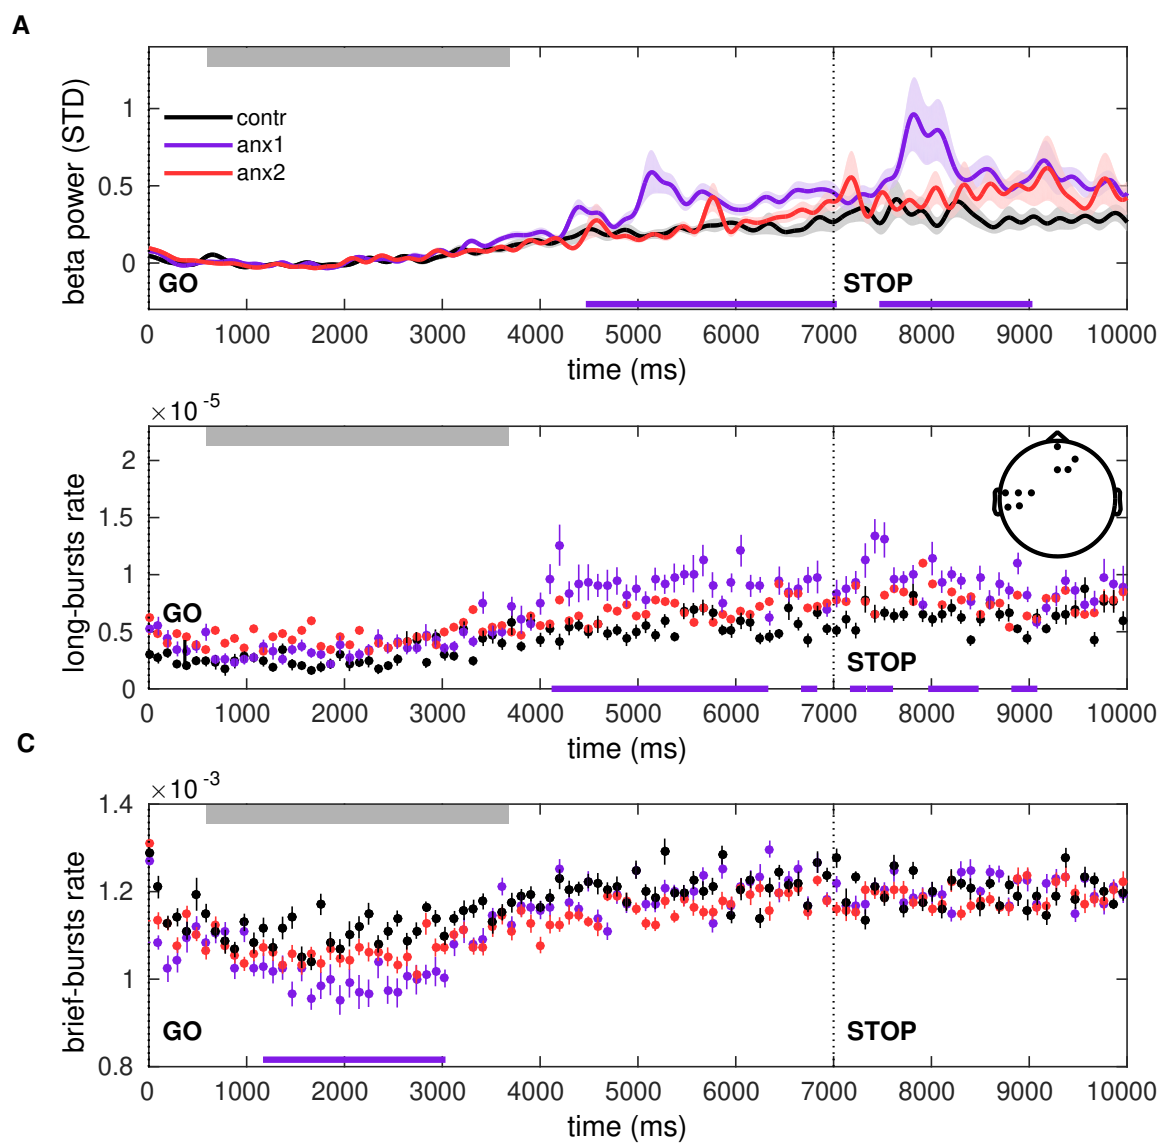 A
beta power (STD)
1
0.5
0
contr
anx1
anx2
GO
STOP
0 1000 2000 3000 4000 5000 6000 7000 8000 9000 10000
time (ms)
×10 -5
long-bursts rate
2
1.5
1
0.5
0
GO
STOP
0 1000 2000 3000 4000 5000 6000 7000 8000 9000 10000
time (ms)
C
×10 -3
brief-bursts rate
1.4
1.2
1
0.8
GO
STOP
0 1000 2000 3000 4000 5000 6000 7000 8000 9000 10000
time (ms)